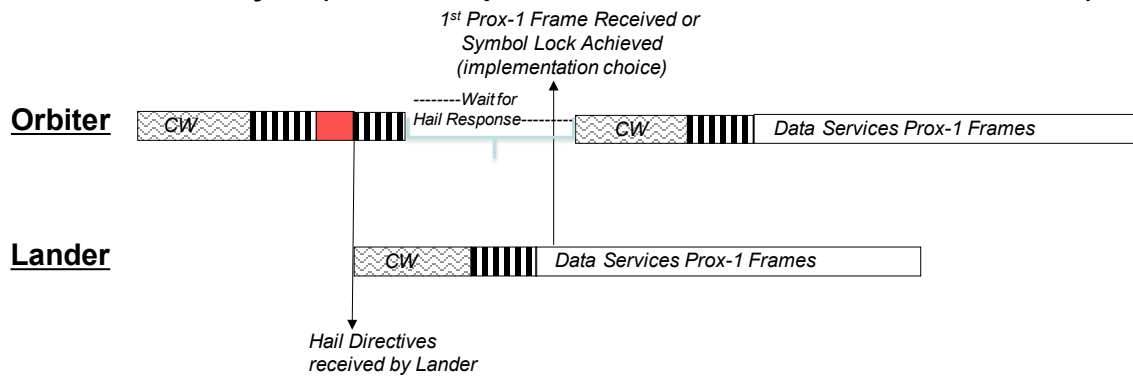 1st Prox-1 Frame Received or
Symbol Lock Achieved
(implementation choice)
--------Wait for
Hail Response--------
Orbiter
CW
CW
Data Services Prox-1 Frames
Lander
CW
Data Services Prox-1 Frames
Hail Directives
received by Lander